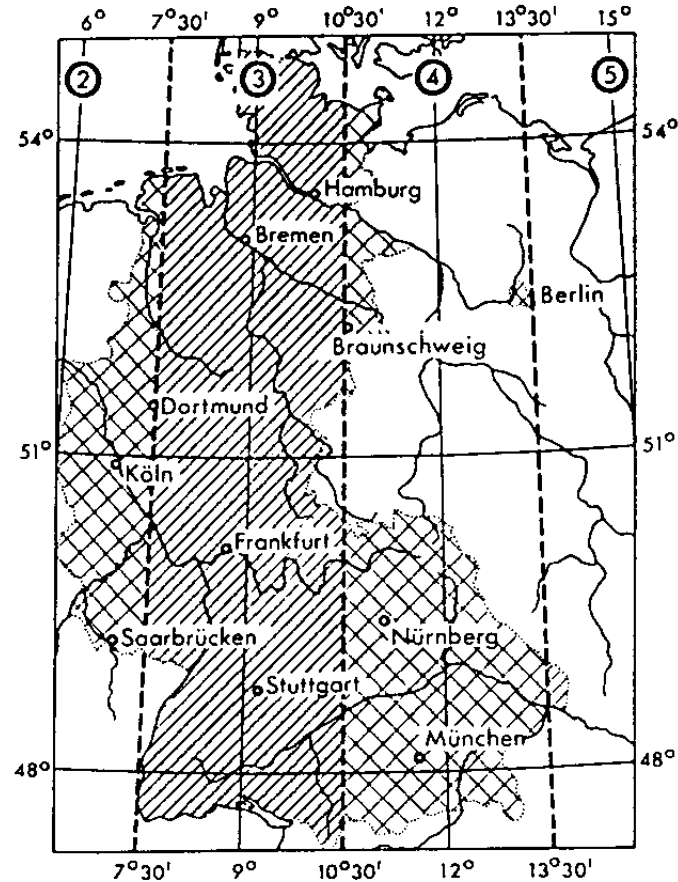 6° 7°30' 9° 10°30' 12° 13°30' 15°
2 3 4 5
54° 54°
Hamburg
Bremen
Berlin
Braunschweig
Dortmund
51° 51°
Köln
Frankfurt
Saarbrücken
Nürnberg
Stuttgart
München
48° 48°
7°30' 9° 10°30' 12° 13°30'